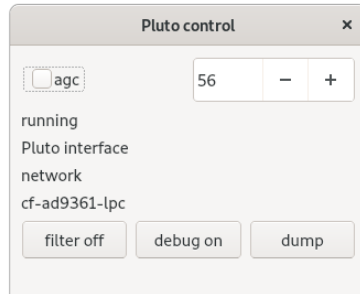 Pluto control ×
agc 56 − +
running
Pluto interface
network
cf-ad9361-lpc
filter off debug on dump